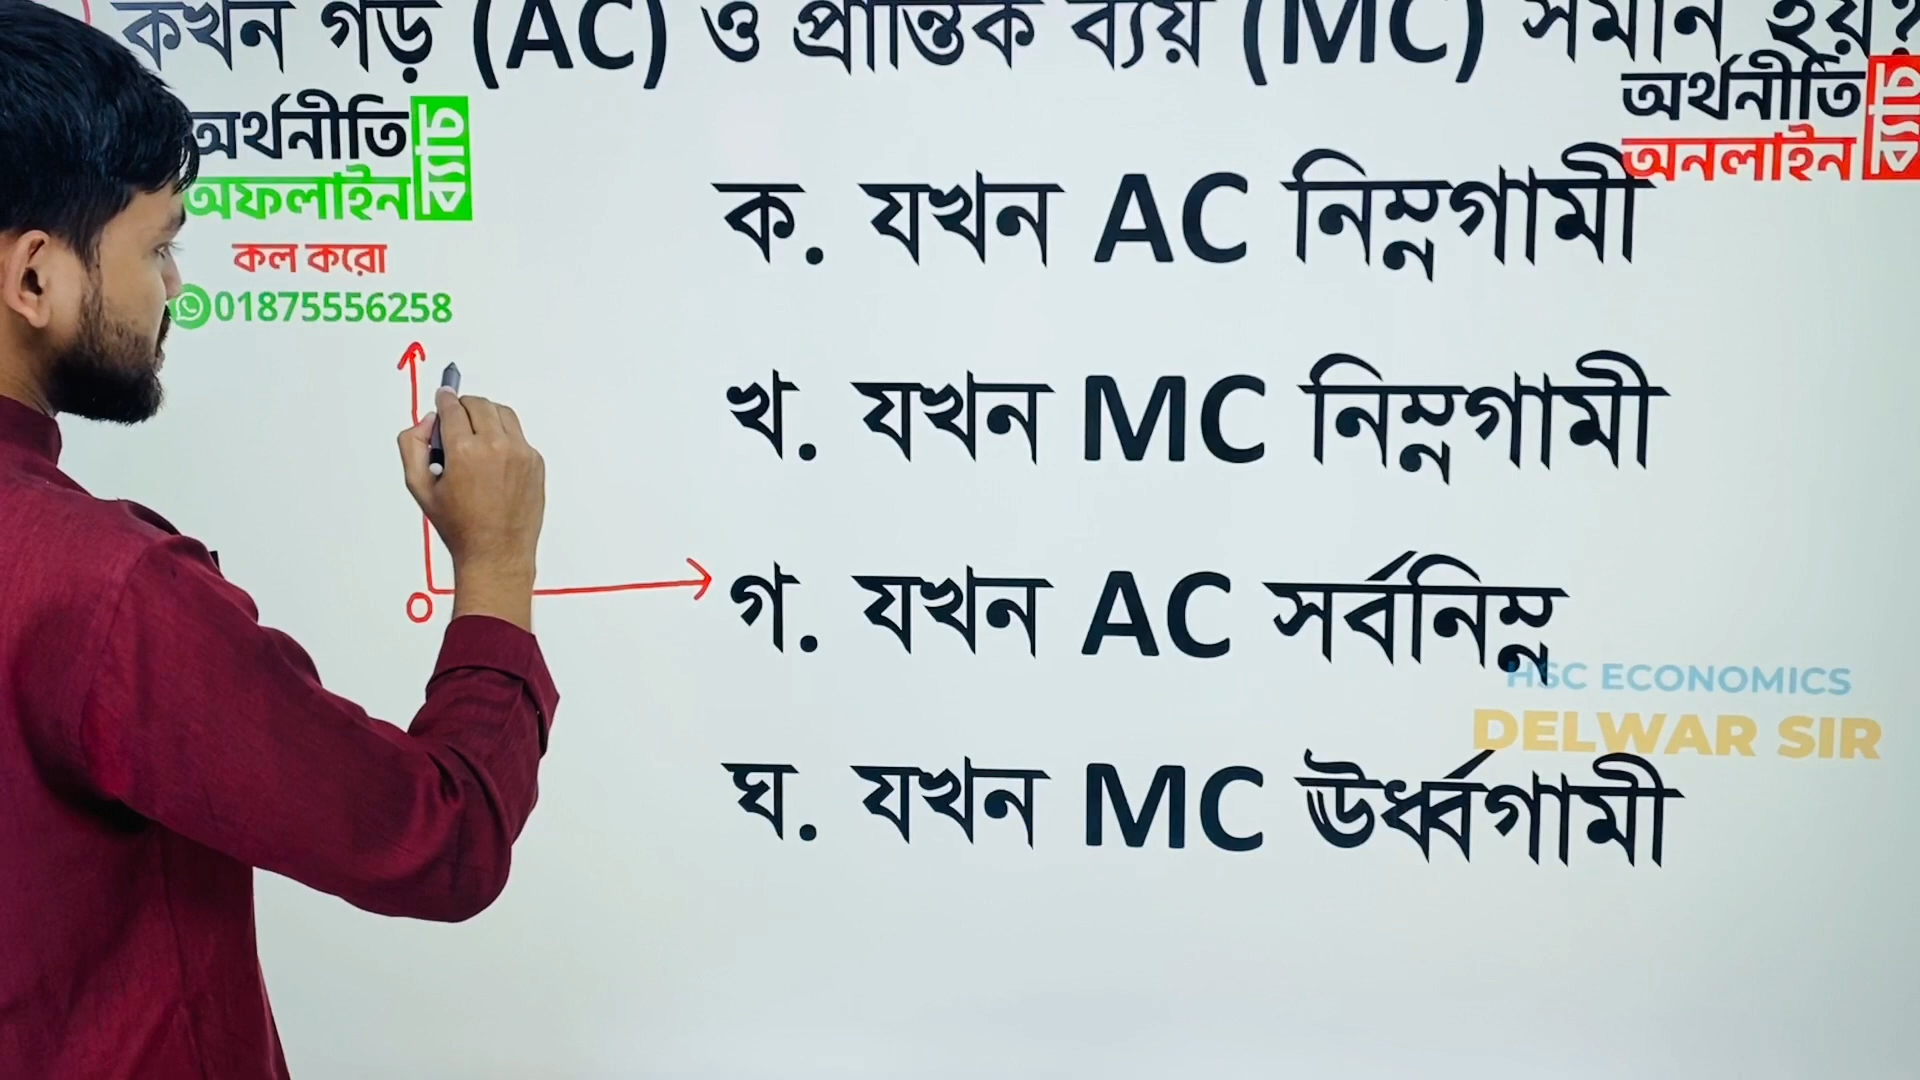 কখন গড় (AC) ও প্রান্তিক ব্যয় (MC) সমান হয়?
অর্থনীতি
অফলাইন ব্যাচ
কল করো
01875556258
অর্থনীতি
অনলাইন ব্যাচ
ক. যখন AC নিম্নগামী
খ. যখন MC নিম্নগামী
গ. যখন AC সর্বনিম্ন
ঘ. যখন MC ঊর্ধ্বগামী
O
HSC ECONOMICS
DELWAR SIR